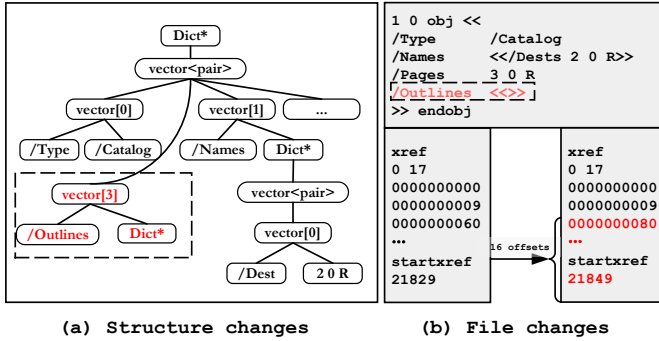 Dict*
vector<pair>
vector[0]
vector[1]
...
/Type
/Catalog
/Names
Dict*
vector[3]
vector<pair>
/Outlines
Dict*
vector[0]
/Dest
2 0 R
(a) Structure changes
1 0 obj <<
/Type /Catalog
/Names <</Dests 2 0 R>>
/Pages 3 0 R
/Outlines <<>>
>> endobj
xref
0 17
0000000000
0000000009
0000000060
...
startxref
21829
16 offsets
xref
0 17
0000000000
0000000009
0000000080
...
startxref
21849
(b) File changes